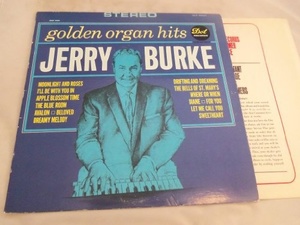 STEREO
golden organ hits
Dot
JERRY BURKE
MOONLIGHT AND ROSES
I'LL BE WITH YOU IN
APPLE BLOSSOM TIME
THE BLUE ROOM
AVALON BELOVED
DREAMY MELODY
DRIFTING AND DREAMING
THE BELLS OF ST. MARY'S
WHERE OR WHEN
DIANE FOR YOU
LET ME CALL YOU
SWEETHEART